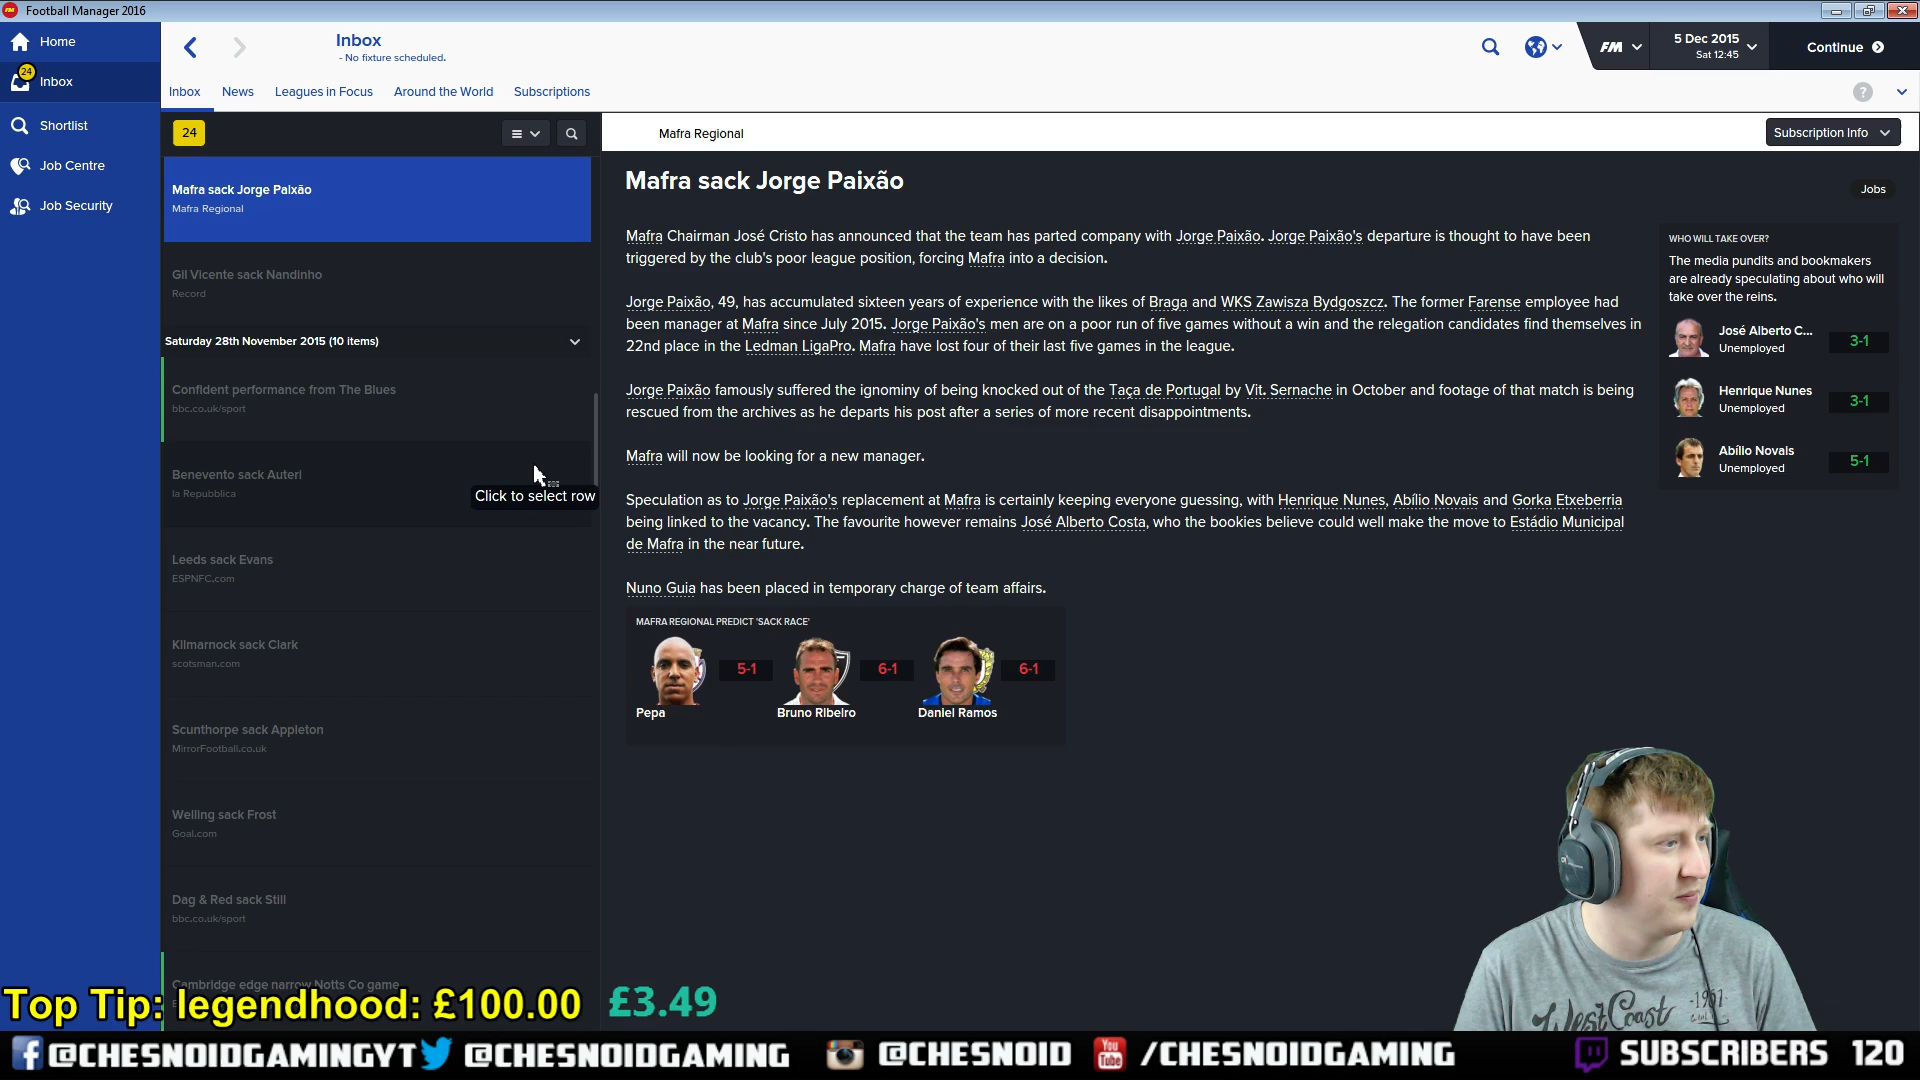 Football Manager 2016
Home
24
Inbox
Shortlist
Job Centre
Job Security
Inbox
- No fixture scheduled.
FM
5 Dec 2015
Sat 12:45
Continue
Inbox
News
Leagues in Focus
Around the World
Subscriptions
?
24
Mafra sack Jorge Paixão
Mafra Regional
Gil Vicente sack Nandinho
Record
Saturday 28th November 2015 (10 items)
Confident performance from The Blues
bbc.co.uk/sport
Benevento sack Auteri
la Repubblica
Click to select row
Leeds sack Evans
ESPNFC.com
Kilmarnock sack Clark
scotsman.com
Scunthorpe sack Appleton
MirrorFootball.co.uk
Welling sack Frost
Goal.com
Dag & Red sack Still
bbc.co.uk/sport
Cambridge edge narrow Notts Co game
Mafra Regional
Subscription Info
Mafra sack Jorge Paixão
Jobs
Mafra Chairman José Cristo has announced that the team has parted company with Jorge Paixão. Jorge Paixão's departure is thought to have been
triggered by the club's poor league position, forcing Mafra into a decision.
Jorge Paixão, 49, has accumulated sixteen years of experience with the likes of Braga and WKS Zawisza Bydgoszcz. The former Farense employee had
been manager at Mafra since July 2015. Jorge Paixão's men are on a poor run of five games without a win and the relegation candidates find themselves in
22nd place in the Ledman LigaPro. Mafra have lost four of their last five games in the league.
Jorge Paixão famously suffered the ignominy of being knocked out of the Taça de Portugal by Vit. Sernache in October and footage of that match is being
rescued from the archives as he departs his post after a series of more recent disappointments.
Mafra will now be looking for a new manager.
Speculation as to Jorge Paixão's replacement at Mafra is certainly keeping everyone guessing, with Henrique Nunes, Abílio Novais and Gorka Etxeberria
being linked to the vacancy. The favourite however remains José Alberto Costa, who the bookies believe could well make the move to Estádio Municipal
de Mafra in the near future.
Nuno Guia has been placed in temporary charge of team affairs.
MAFRA REGIONAL PREDICT 'SACK RACE'
5-1
6-1
6-1
Pepa
Bruno Ribeiro
Daniel Ramos
WHO WILL TAKE OVER?
The media pundits and bookmakers
are already speculating about who will
take over the reins.
José Alberto C...
Unemployed
3-1
Henrique Nunes
Unemployed
3-1
Abílio Novais
Unemployed
5-1
West Coast
-1967-
Top Tip: legendhood: £100.00
£3.49
@CHESNOIDGAMINGYT
@CHESNOIDGAMING
@CHESNOID
You Tube
/CHESNOIDGAMING
SUBSCRIBERS 120